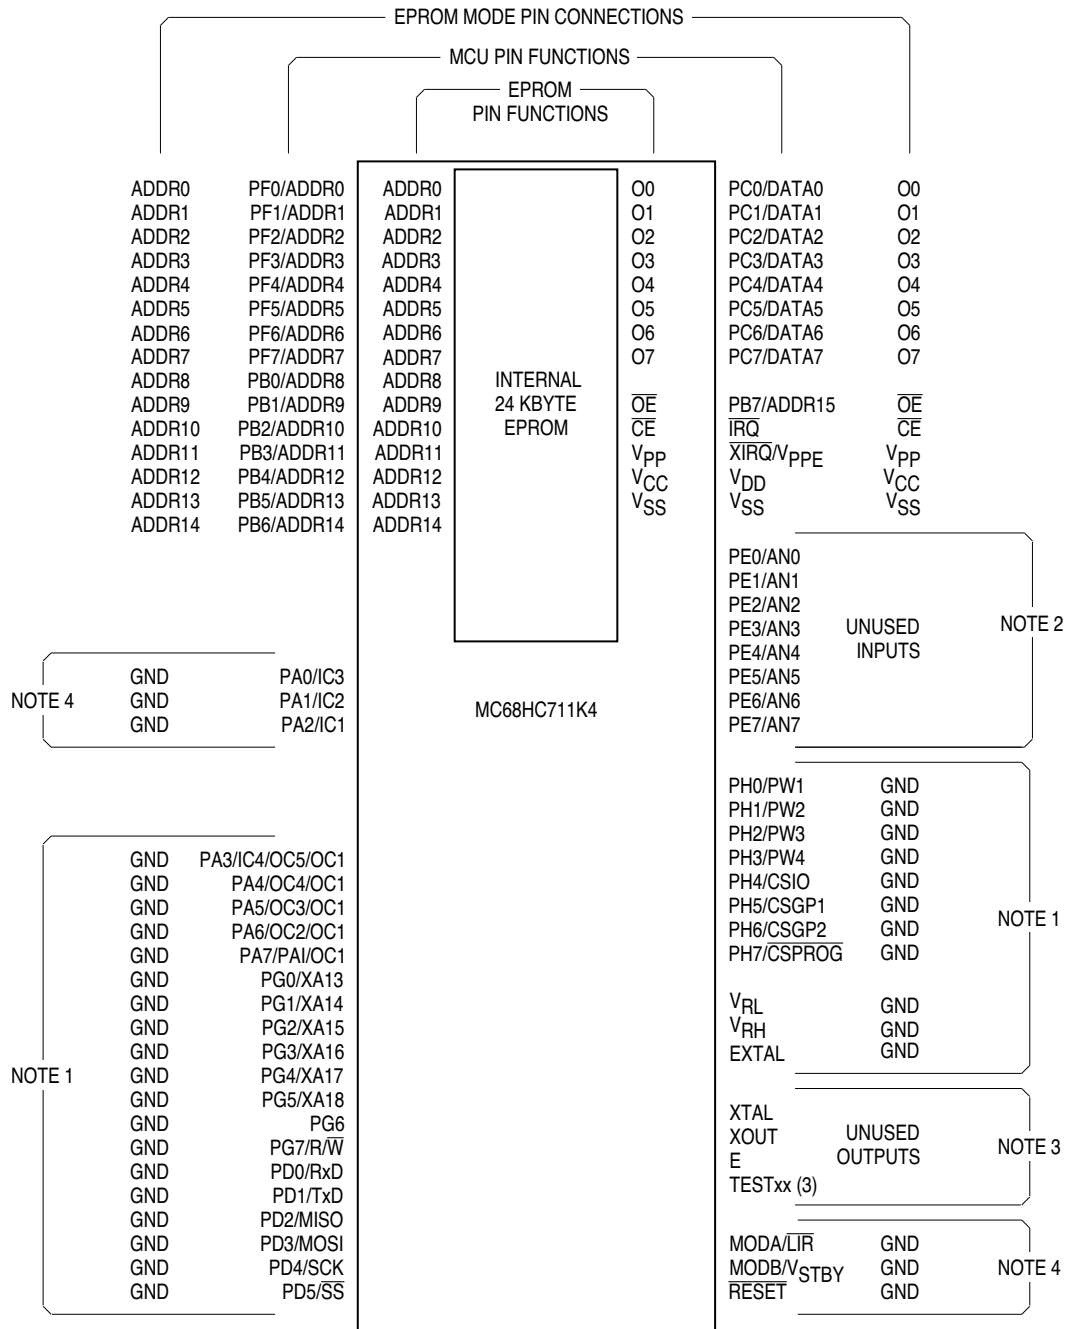 EPROM MODE PIN CONNECTIONS
MCU PIN FUNCTIONS
EPROM
PIN FUNCTIONS
ADDR0 PF0/ADDR0 ADDR0 O0 PC0/DATA0 O0
ADDR1 PF1/ADDR1 ADDR1 O1 PC1/DATA1 O1
ADDR2 PF2/ADDR2 ADDR2 O2 PC2/DATA2 O2
ADDR3 PF3/ADDR3 ADDR3 O3 PC3/DATA3 O3
ADDR4 PF4/ADDR4 ADDR4 O4 PC4/DATA4 O4
ADDR5 PF5/ADDR5 ADDR5 O5 PC5/DATA5 O5
ADDR6 PF6/ADDR6 ADDR6 O6 PC6/DATA6 O6
ADDR7 PF7/ADDR7 ADDR7 O7 PC7/DATA7 O7
ADDR8 PB0/ADDR8 ADDR8 INTERNAL
ADDR9 PB1/ADDR9 ADDR9 24 KBYTE O̅E̅ PB7/ADDR15 O̅E̅
ADDR10 PB2/ADDR10 ADDR10 EPROM C̅E̅ I̅R̅Q̅ C̅E̅
ADDR11 PB3/ADDR11 ADDR11 VPP X̅I̅R̅Q̅/VPPE VPP
ADDR12 PB4/ADDR12 ADDR12 VCC VDD VCC
ADDR13 PB5/ADDR13 ADDR13 VSS VSS VSS
ADDR14 PB6/ADDR14 ADDR14
PE0/AN0
PE1/AN1
PE2/AN2
PE3/AN3 UNUSED NOTE 2
PE4/AN4 INPUTS
GND PA0/IC3 PE5/AN5
NOTE 4 GND PA1/IC2 MC68HC711K4 PE6/AN6
GND PA2/IC1 PE7/AN7
PH0/PW1 GND
PH1/PW2 GND
PH2/PW3 GND
GND PA3/IC4/OC5/OC1 PH3/PW4 GND
GND PA4/OC4/OC1 PH4/CSIO GND
GND PA5/OC3/OC1 PH5/CSGP1 GND NOTE 1
GND PA6/OC2/OC1 PH6/CSGP2 GND
GND PA7/PAI/OC1 PH7/C̅S̅P̅R̅O̅G̅ GND
GND PG0/XA13
GND PG1/XA14 VRL GND
GND PG2/XA15 VRH GND
GND PG3/XA16 EXTAL GND
NOTE 1 GND PG4/XA17
GND PG5/XA18 XTAL
GND PG6 XOUT UNUSED
GND PG7/R/W̅ E OUTPUTS NOTE 3
GND PD0/RxD TESTxx (3)
GND PD1/TxD
GND PD2/MISO
GND PD3/MOSI MODA/L̅I̅R̅ GND
GND PD4/SCK MODB/VSTBY GND NOTE 4
GND PD5/S̅S̅ R̅E̅S̅E̅T̅ GND